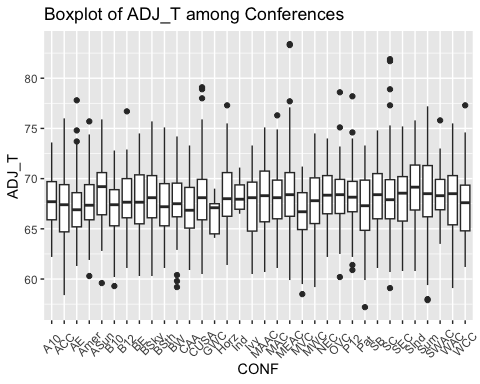 Boxplot of ADJ_T among Conferences
80
75
70
65
60
ADJ_T
A10 ACC AE Amer ASun B10 B12 BE BSky BSth BW CAA CUSA GWC Horz Ind Ivy MAAC MAC MEAC MVC MWC NEC OVC P12 Pat SB SC SEC Slnd Sum SWAC WAC WCC
CONF